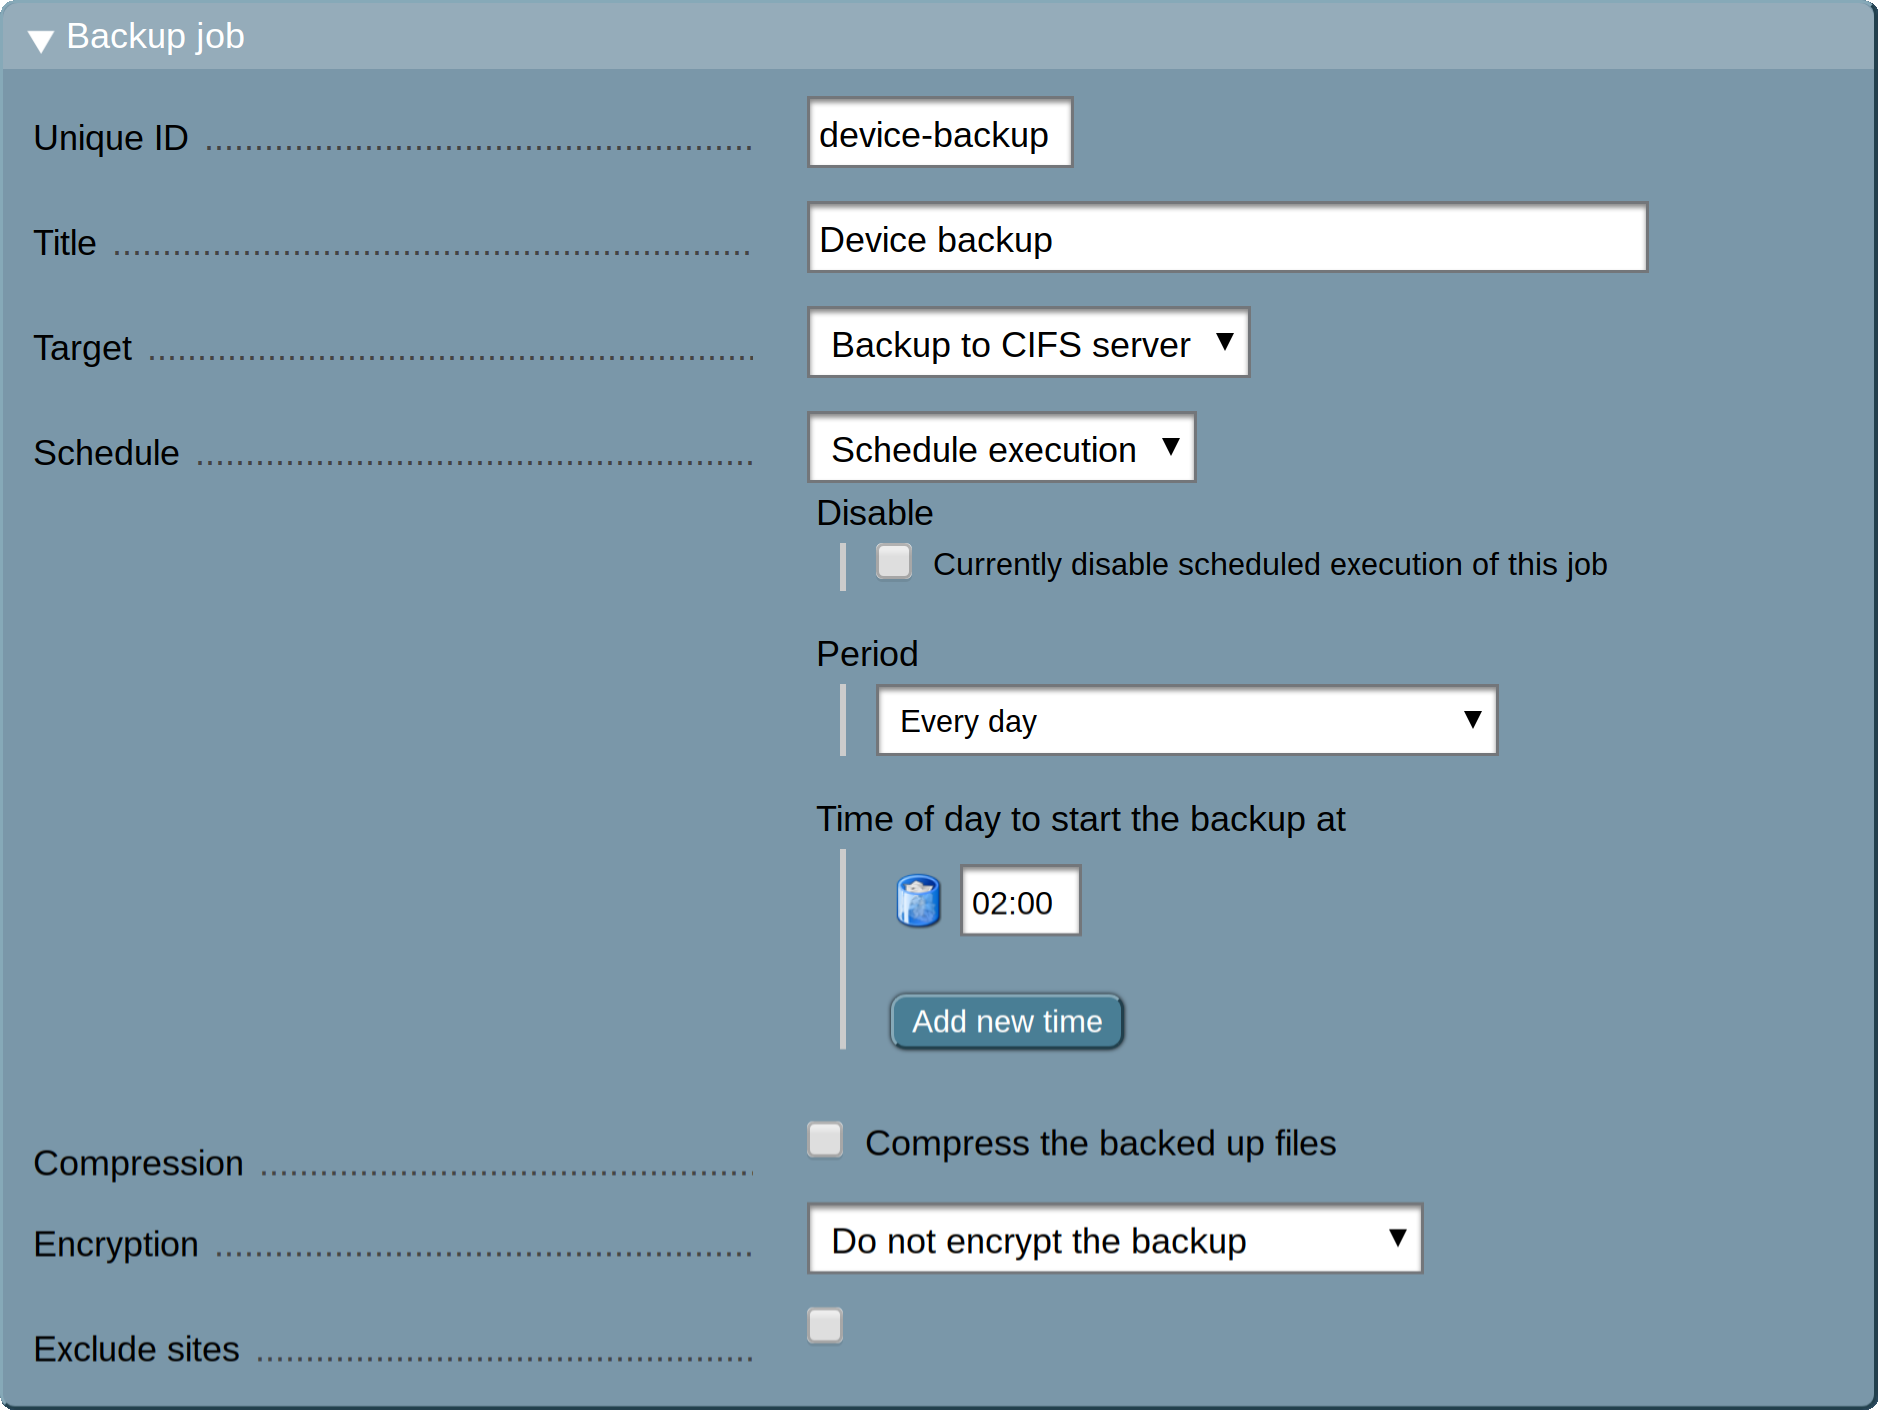 Backup job
Unique ID device-backup
Title Device backup
Target Backup to CIFS server
Schedule Schedule execution
Disable
Currently disable scheduled execution of this job
Period
Every day
Time of day to start the backup at
02:00
Add new time
Compression Compress the backed up files
Encryption Do not encrypt the backup
Exclude sites